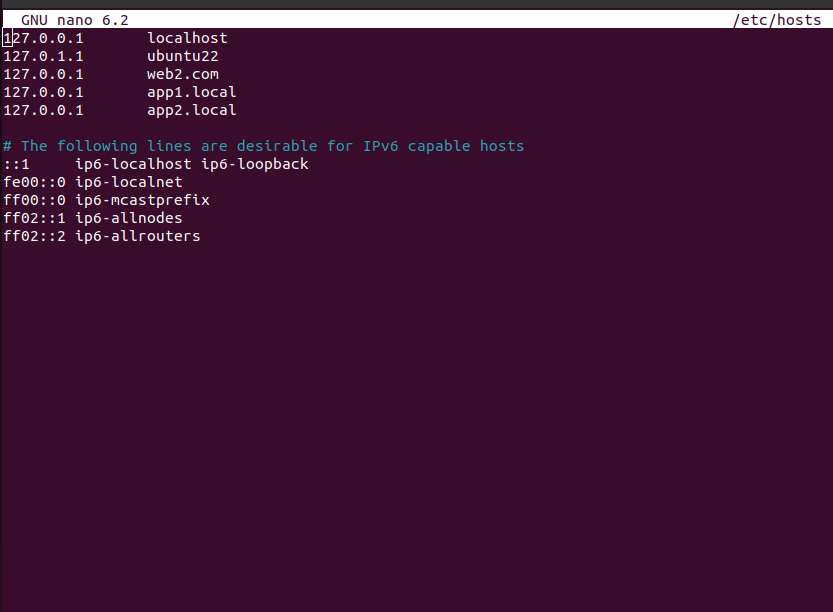 GNU nano 6.2 /etc/hosts
127.0.0.1 localhost
127.0.1.1 ubuntu22
127.0.0.1 web2.com
127.0.0.1 app1.local
127.0.0.1 app2.local
# The following lines are desirable for IPv6 capable hosts
::1 ip6-localhost ip6-loopback
fe00::0 ip6-localnet
ff00::0 ip6-mcastprefix
ff02::1 ip6-allnodes
ff02::2 ip6-allrouters